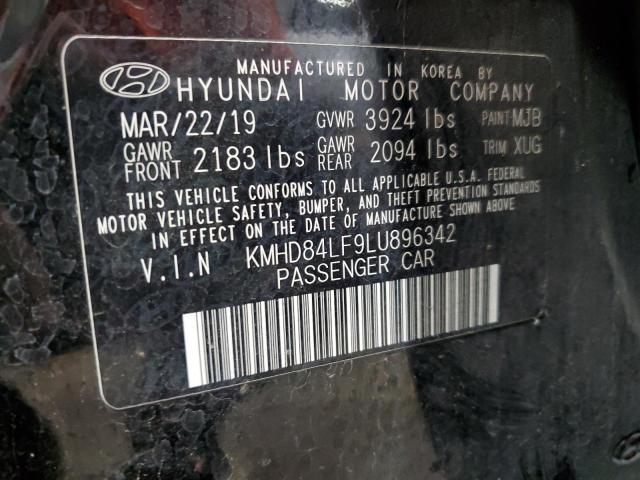 MANUFACTURED IN KOREA BY
HYUNDAI MOTOR COMPANY
MAR/22/19 GVWR 3924 lbs PAINT MJB
GAWR FRONT 2183 lbs GAWR REAR 2094 lbs TRIM XUG
THIS VEHICLE CONFORMS TO ALL APPLICABLE U.S.A. FEDERAL
MOTOR VEHICLE SAFETY, BUMPER, AND THEFT PREVENTION STANDARDS
IN EFFECT ON THE DATE OF MANUFACTURE SHOWN ABOVE.
V.I.N KMHD84LF9LU896342
PASSENGER CAR